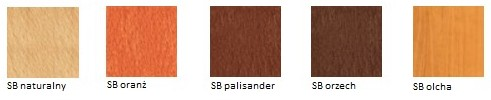 SB naturalny
SB oranż
SB palisander
SB orzech
SB olcha